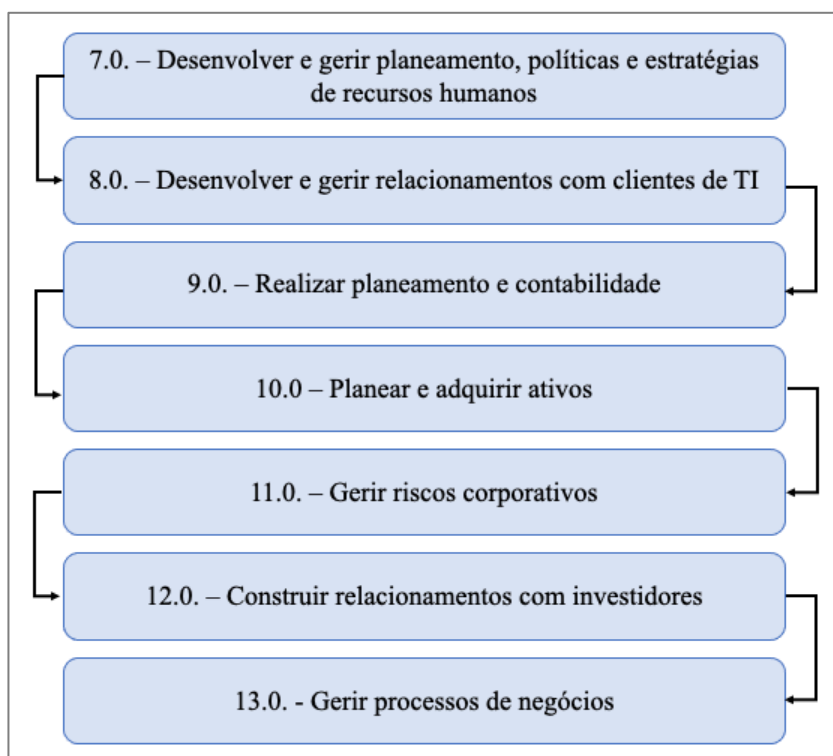 7.0. – Desenvolver e gerir planeamento, políticas e estratégias
de recursos humanos
8.0. – Desenvolver e gerir relacionamentos com clientes de TI
9.0. – Realizar planeamento e contabilidade
10.0 – Planear e adquirir ativos
11.0. – Gerir riscos corporativos
12.0. – Construir relacionamentos com investidores
13.0. - Gerir processos de negócios